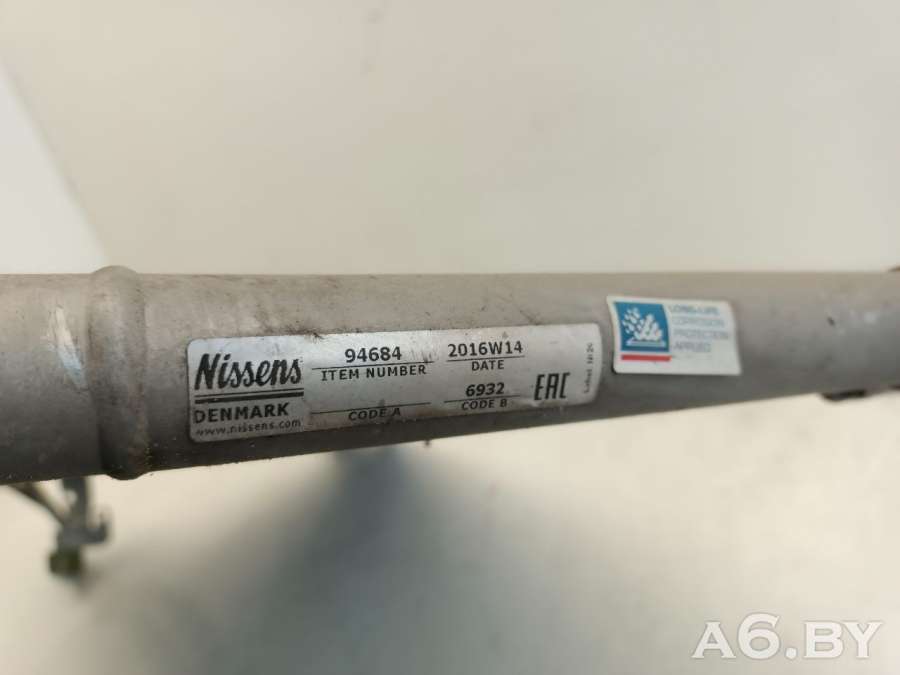 Nissens
DENMARK
www.nissens.com
94684
ITEM NUMBER
2016W14
DATE
CODE A
6932
CODE B
EAC
LONG-LIFE
CORROSION
PROTECTION
APPLIED
A6.BY